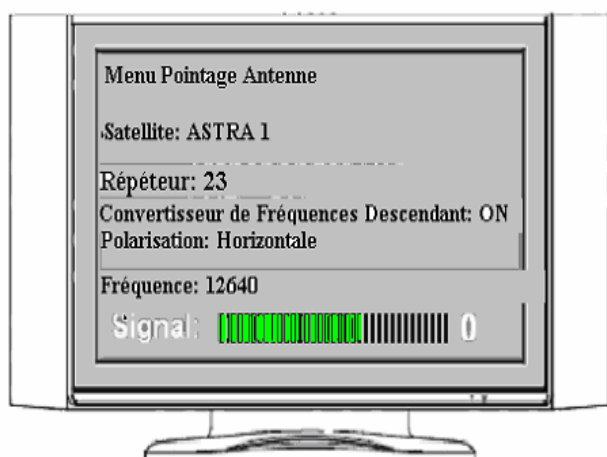 Menu Pointage Antenne
Satellite: ASTRA 1
Répéteur: 23
Convertisseur de Fréquences Descendant: ON
Polarisation: Horizontale
Fréquence: 12640
Signal: 0